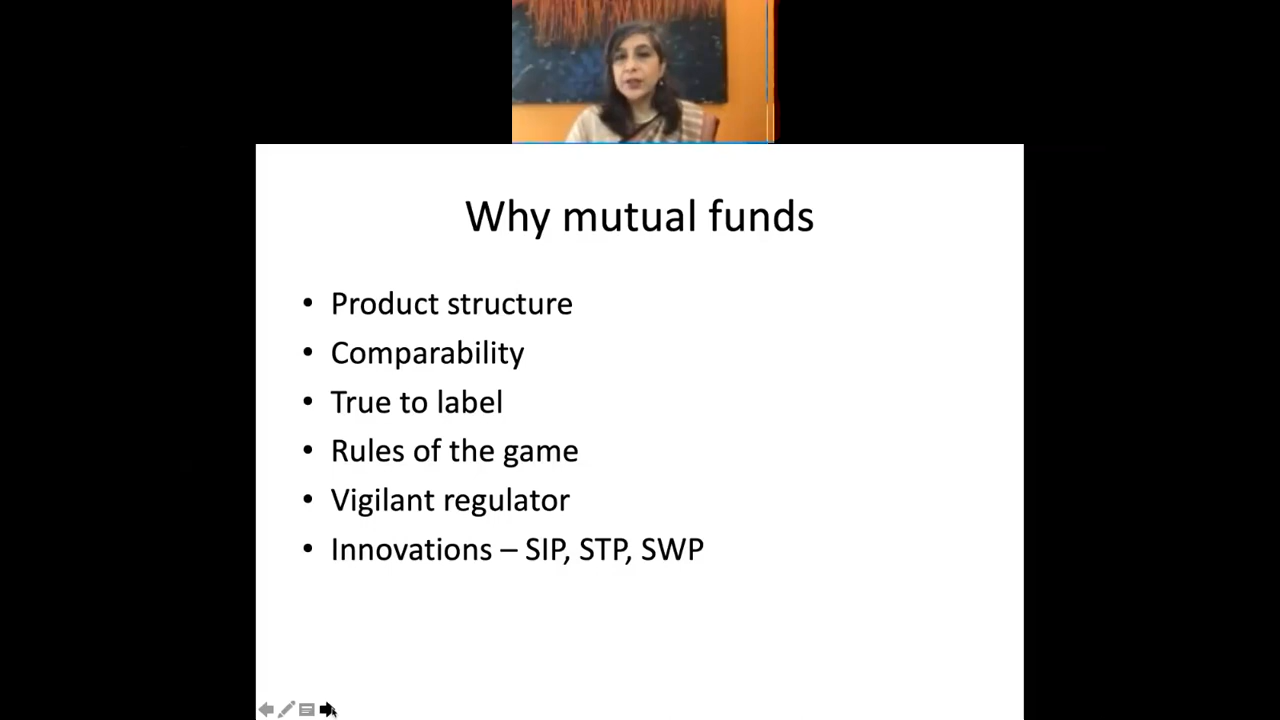 Why mutual funds
• Product structure
• Comparability
• True to label
• Rules of the game
• Vigilant regulator
• Innovations – SIP, STP, SWP